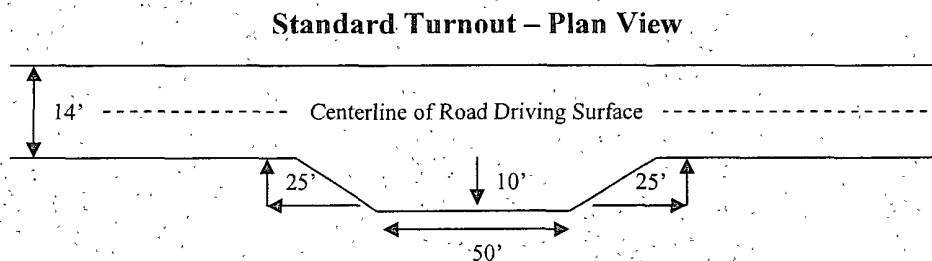 Standard Turnout – Plan View
14’
Centerline of Road Driving Surface
25’ 10’ 25’
50’